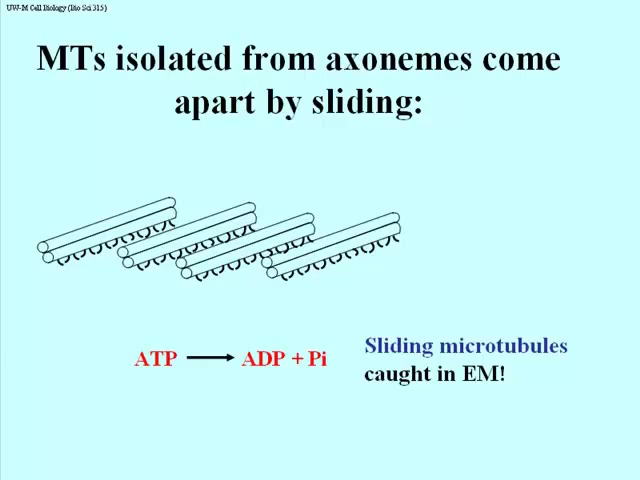 UW-M Cell Biology (Bio Sci 315)
MTs isolated from axonemes come
apart by sliding:
ATP ADP + Pi
Sliding microtubules
caught in EM!